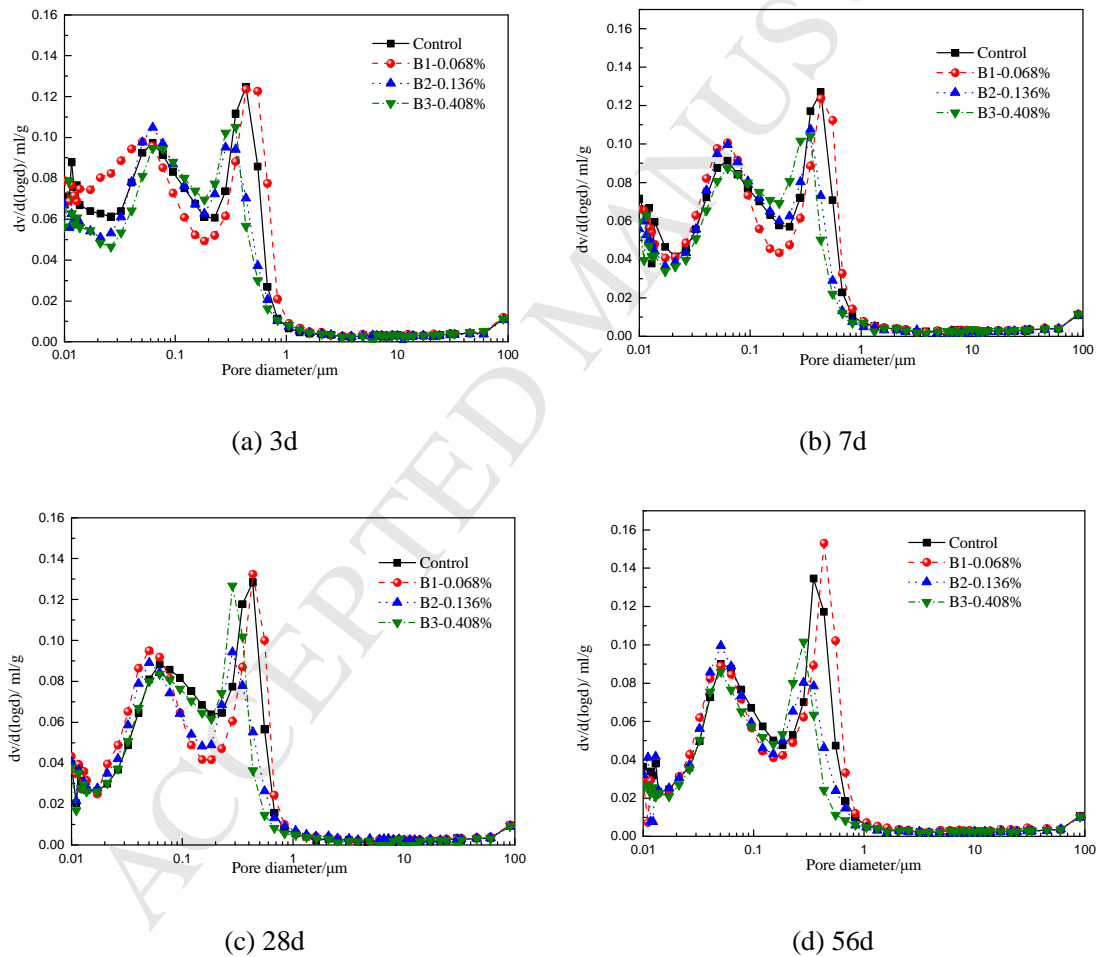 0.16
0.14
0.12
0.10
0.08
0.06
0.04
0.02
0.00
dv/d(logd)/ ml/g
Control
B1-0.068%
B2-0.136%
B3-0.408%
0.01 0.1 1 10 100
Pore diameter/μm
(a) 3d
0.16
0.14
0.12
0.10
0.08
0.06
0.04
0.02
0.00
dv/d(logd)/ ml/g
Control
B1-0.068%
B2-0.136%
B3-0.408%
0.01 0.1 1 10 100
Pore diameter/μm
(b) 7d
0.16
0.14
0.12
0.10
0.08
0.06
0.04
0.02
0.00
dv/d(logd)/ ml/g
Control
B1-0.068%
B2-0.136%
B3-0.408%
0.01 0.1 1 10 100
Pore diameter/μm
(c) 28d
0.16
0.14
0.12
0.10
0.08
0.06
0.04
0.02
0.00
dv/d(logd)/ ml/g
Control
B1-0.068%
B2-0.136%
B3-0.408%
0.01 0.1 1 10 100
Pore diameter/μm
(d) 56d
ACCEPTED MANUS